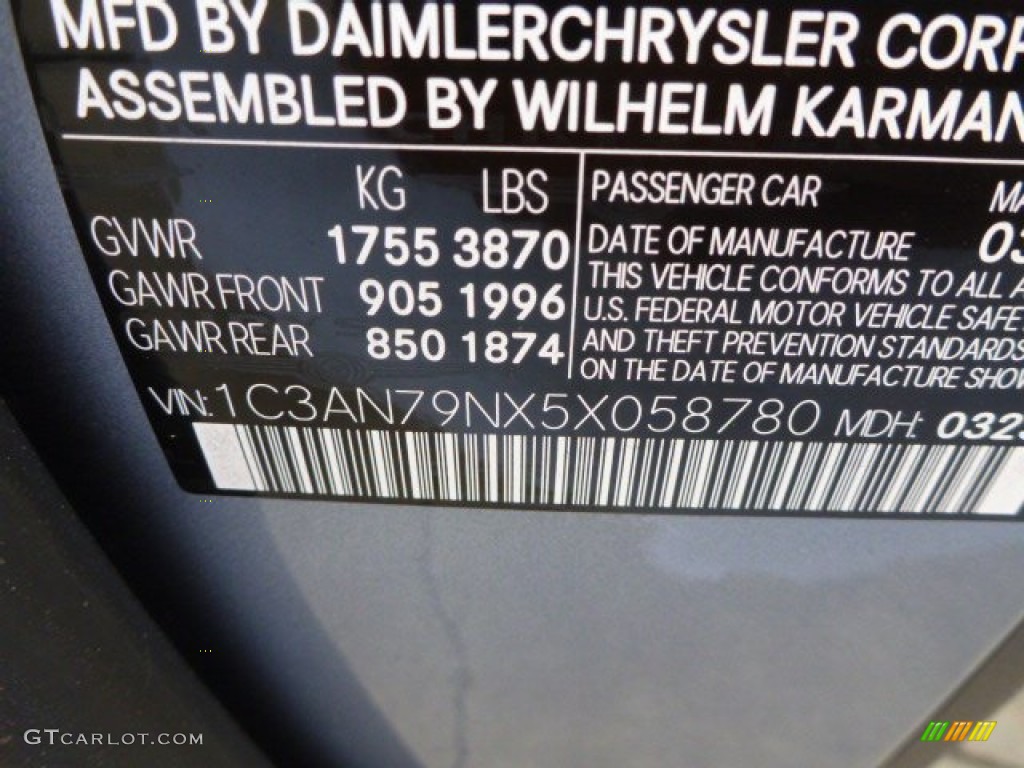 MFD BY DAIMLERCHRYSLER CORP
ASSEMBLED BY WILHELM KARMAN
KG LBS
GVWR 1755 3870
GAWR FRONT 905 1996
GAWR REAR 850 1874
PASSENGER CAR
DATE OF MANUFACTURE 03
THIS VEHICLE CONFORMS TO ALL
U.S. FEDERAL MOTOR VEHICLE SAFE
AND THEFT PREVENTION STANDARDS
ON THE DATE OF MANUFACTURE SHOW
VIN: 1C3AN79NX5X058780 MDH: 0323
GTCARLOT.COM